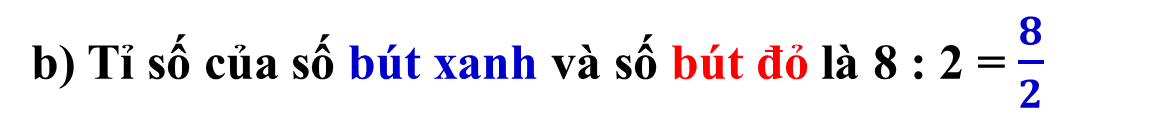 b) Tỉ số của số bút xanh và số bút đỏ là 8 : 2 = 8/2